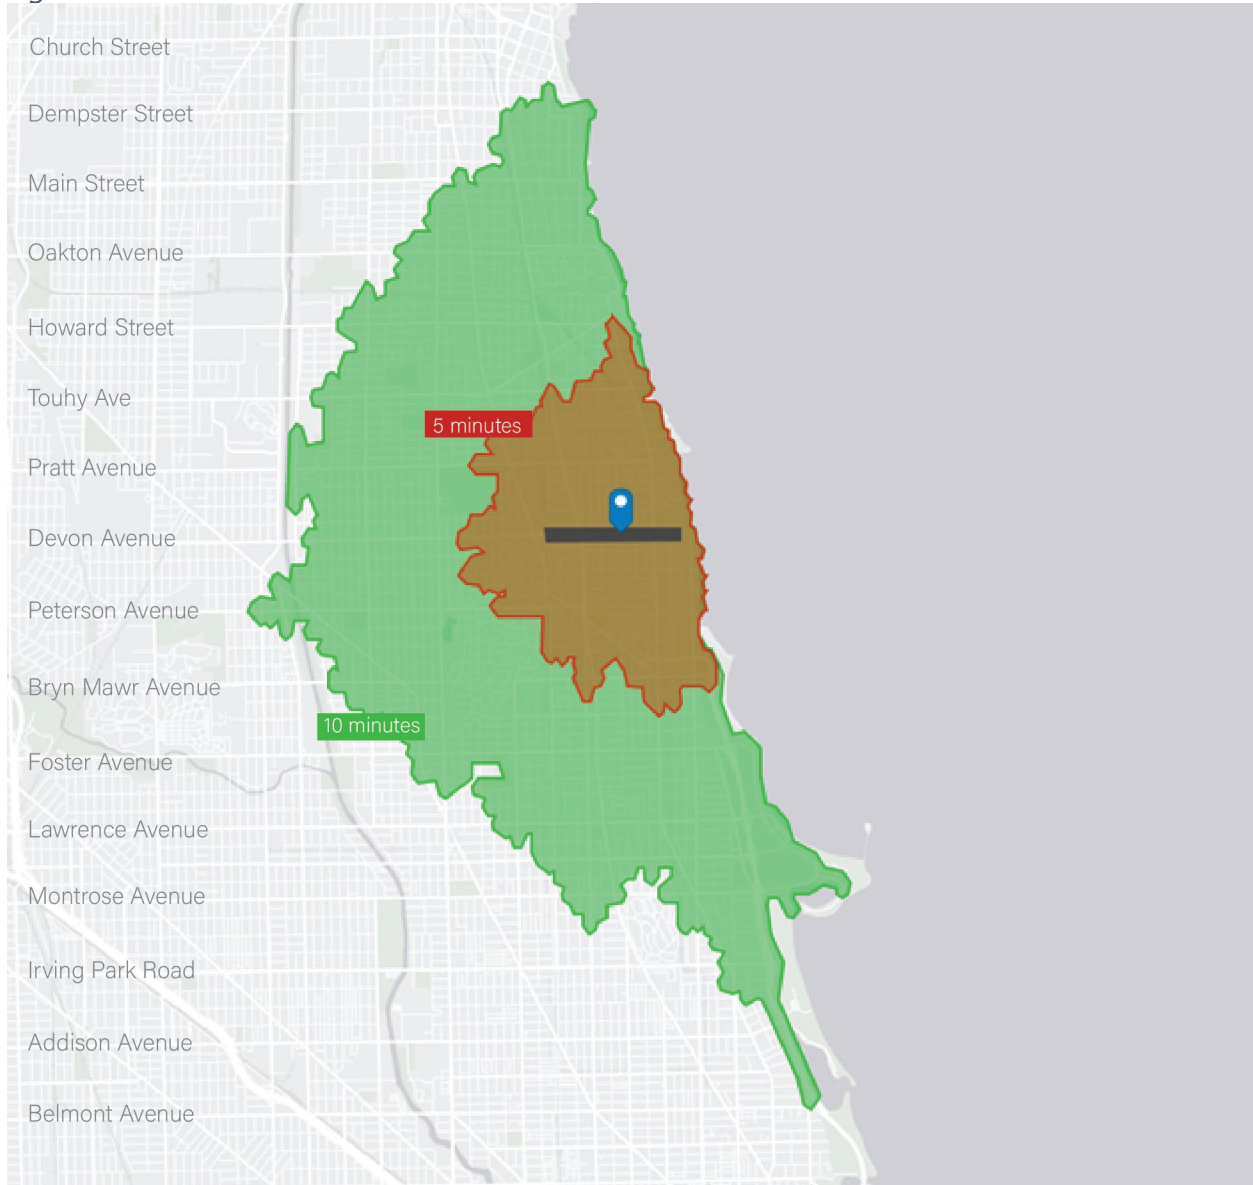 Church Street
Dempster Street
Main Street
Oakton Avenue
Howard Street
Touhy Ave
5 minutes
Pratt Avenue
Devon Avenue
Peterson Avenue
Bryn Mawr Avenue
10 minutes
Foster Avenue
Lawrence Avenue
Montrose Avenue
Irving Park Road
Addison Avenue
Belmont Avenue